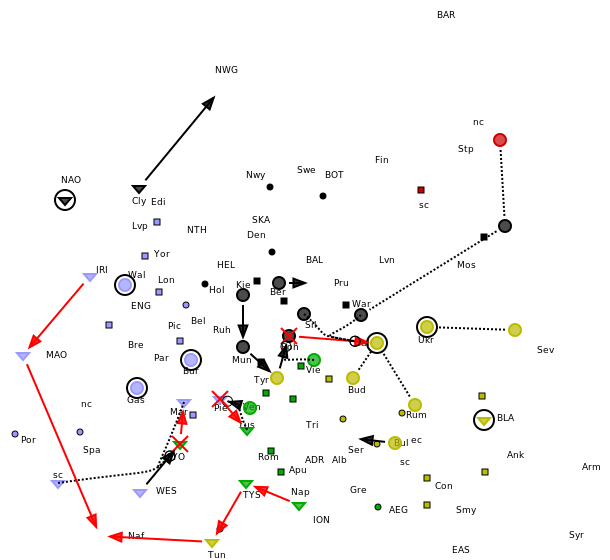 BAR
NWG
nc
Stp
Fin
Swe
BOT
Nwy
NAO
Cly
Edi
sc
Lvp
SKA
NTH
Den
Yor
BAL
Lvn
Mos
HEL
IRI
Wal
Lon
Hol
Kie
Ber
Pru
War
ENG
Bel
Sil
Pic
Ruh
Ukr
Sev
Bre
MAO
Par
Bur
Mun
Boh
Tyr
Vie
Bud
Gas
nc
Mar
Pie
Ven
Rum
BLA
Por
Spa
Tus
Tri
Ser
Bul
ec
Rom
ADR
Alb
sc
Ank
Arm
sc
Apu
WES
TYS
Nap
Gre
Con
AEG
Smy
ION
Naf
Tun
Syr
EAS